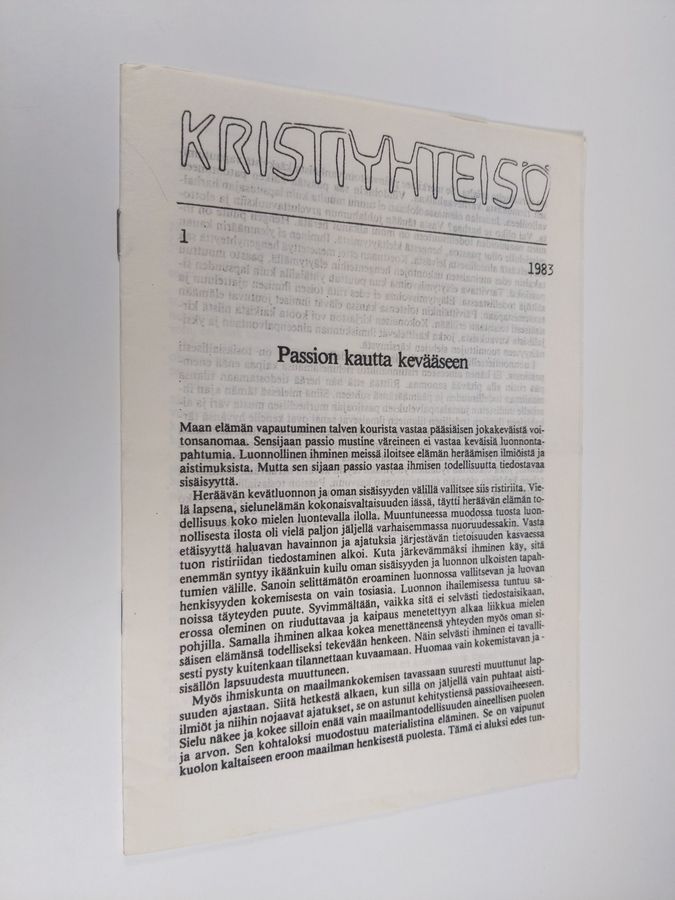 KRISTIYHTEISÖ
1
1983
Passion kautta kevääseen
Maan elämän vapautuminen talven kourista vastaa pääsiäisen jokakeväistä voi-
tonsanomaa. Sensijaan passio mustine väreineen ei vastaa keväisiä luonnonta-
pahtumia. Luonnollinen ihminen meissä iloitsee elämän heräämisen ilmiöistä ja
aistimuksista. Mutta sen sijaan passio vastaa ihmisen todellisuutta tiedostavaa
sisäisyyttä.
Heräävän kevätluonnon ja oman sisäisyyden välillä vallitsee siis ristiriita. Vie-
lä lapsena, sielunelämän kokonaisvaltaisuuden iässä, täytti heräävän elämän to-
dellisuus koko mielen luontevalla ilolla. Muuntuneessa muodossa tuosta luon-
nollisesta ilosta oli vielä paljon jäljellä varhaisemmassa nuoruudessakin. Vasta
etäisyyttä haluavan havainnon ja ajatuksia järjestävän tietoisuuden kasvaessa
tuon ristiriidan tiedostaminen alkoi. Kuta järkevämmäksi ihminen käy, sitä
enemmän syntyy ikäänkuin kuilu oman sisäisyyden ja luonnon ulkoisten tapah-
tumien välille. Sanoin selittämätön eroaminen luonnossa vallitsevan ja luovan
henkisyyden kokemisesta on vain tosiasia. Luonnon ihailemisessa tuntuu sa-
noissa täyteyden puute. Syvimmältään, vaikka sitä ei selvästi tiedostaisikaan,
erossa oleminen on riuduttavaa ja kaipaus menetettyyn alkaa liikkua mielen
pohjilla. Samalla ihminen alkaa kokea menettäneensä yhteyden myös oman si-
säisen elämänsä todelliseksi tekevään henkeen. Näin selvästi ihminen ei tavalli-
sesti pysty kuitenkaan tilannettaan kuvaamaan. Huomaa vain kokemistavan ja -
sisällön lapsuudesta muuttuneen.
Myös ihmiskunta on maailmankokemisen tavassaan suuresti muuttunut lap-
suuden ajastaan. Siitä hetkestä alkaen, kun sillä on jäljellä vain puhtaat aisti-
ilmiöt ja niihin nojaavat ajatukset, se on astunut kehitystiensä passiovaiheeseen.
Sielu näkee ja kokee silloin enää vain maailmantodellisuuden aineellisen puolen
ja arvon. Sen kohtaloksi muodostuu materialistina eläminen. Se on vaipunut
kuolon kaltaiseen eroon maailman henkisestä puolesta. Tämä ei aluksi edes tun-